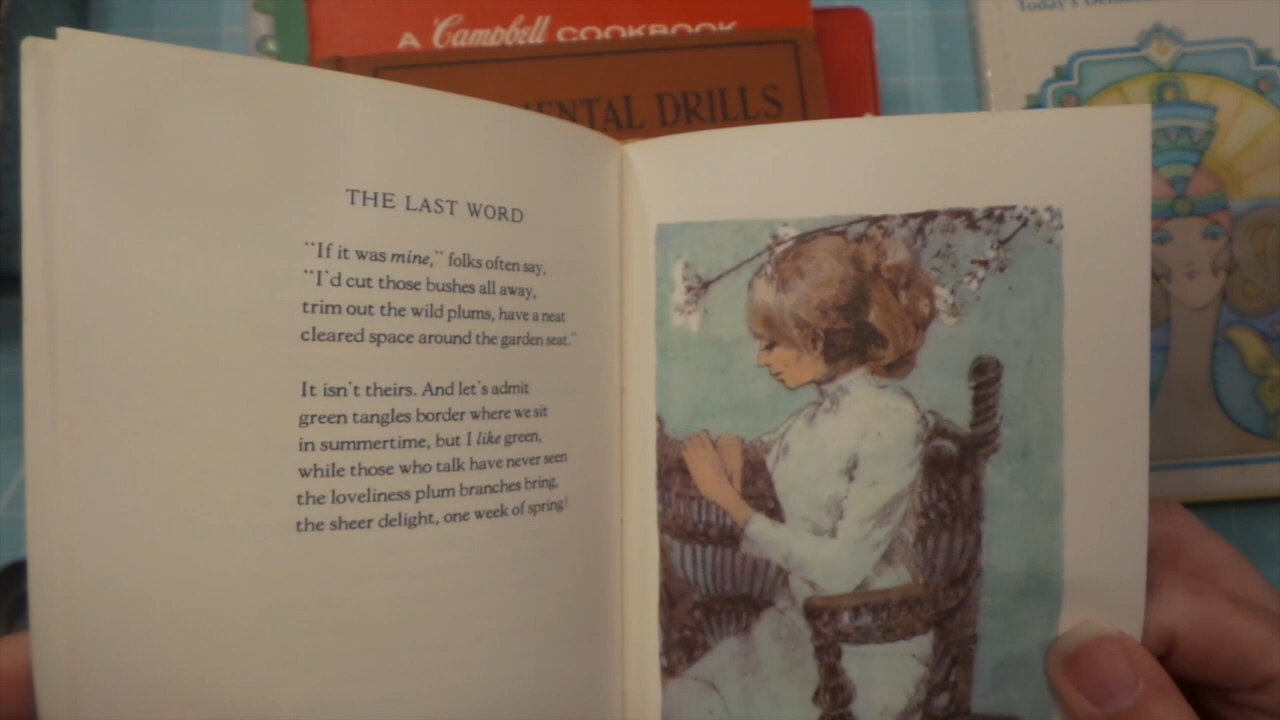 Today's
A Campbell COOKBOOK
MENTAL DRILLS
THE LAST WORD
"If it was mine," folks often say,
"I'd cut those bushes all away,
trim out the wild plums, have a neat
cleared space around the garden seat."
It isn't theirs. And let's admit
green tangles border where we sit
in summertime, but I like green,
while those who talk have never seen
the loveliness plum branches bring,
the sheer delight, one week of spring!